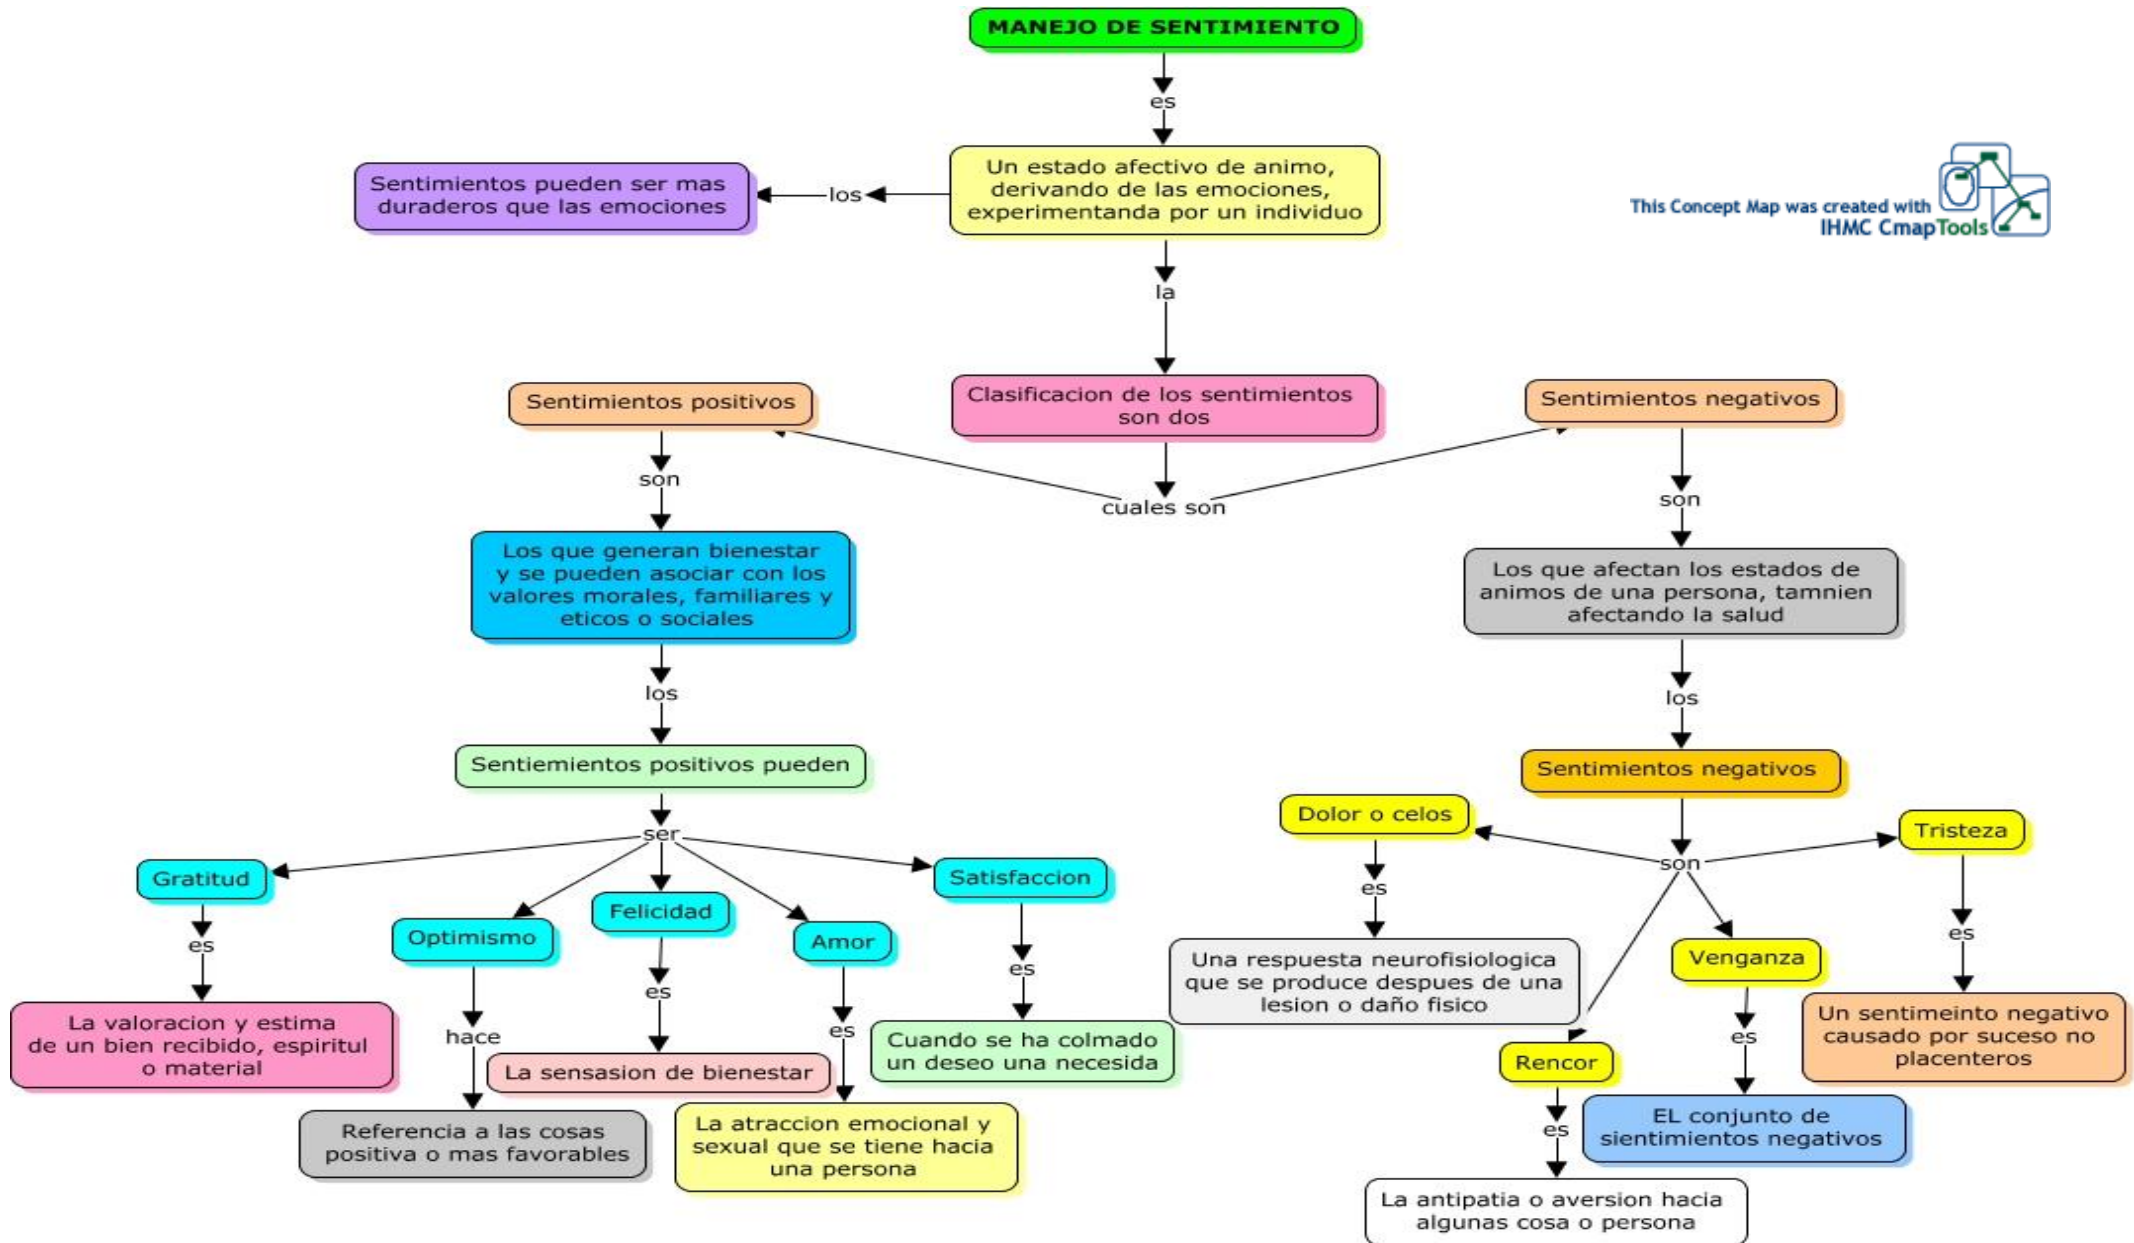 MANEJO DE SENTIMIENTO
es
Un estado afectivo de animo,
derivando de las emociones,
experimentanda por un individuo
los
Sentimientos pueden ser mas
duraderos que las emociones
This Concept Map was created with
IHMC CmapTools
la
Clasificacion de los sentimientos
son dos
cuales son
Sentimientos positivos
son
Los que generan bienestar
y se pueden asociar con los
valores morales, familiares y
eticos o sociales
los
Sentiemientos positivos pueden
ser
Gratitud
es
La valoracion y estima
de un bien recibido, espiritul
o material
Optimismo
hace
Referencia a las cosas
positiva o mas favorables
Felicidad
es
La sensasion de bienestar
Amor
es
La atraccion emocional y
sexual que se tiene hacia
una persona
Satisfaccion
es
Cuando se ha colmado
un deseo una necesida
Sentimientos negativos
son
Los que afectan los estados de
animos de una persona, tamnien
afectando la salud
los
Sentimientos negativos
son
Dolor o celos
es
Una respuesta neurofisiologica
que se produce despues de una
lesion o daño fisico
Rencor
es
La antipatia o aversion hacia
algunas cosa o persona
Venganza
es
EL conjunto de
sientimientos negativos
Tristeza
es
Un sentimeinto negativo
causado por suceso no
placenteros